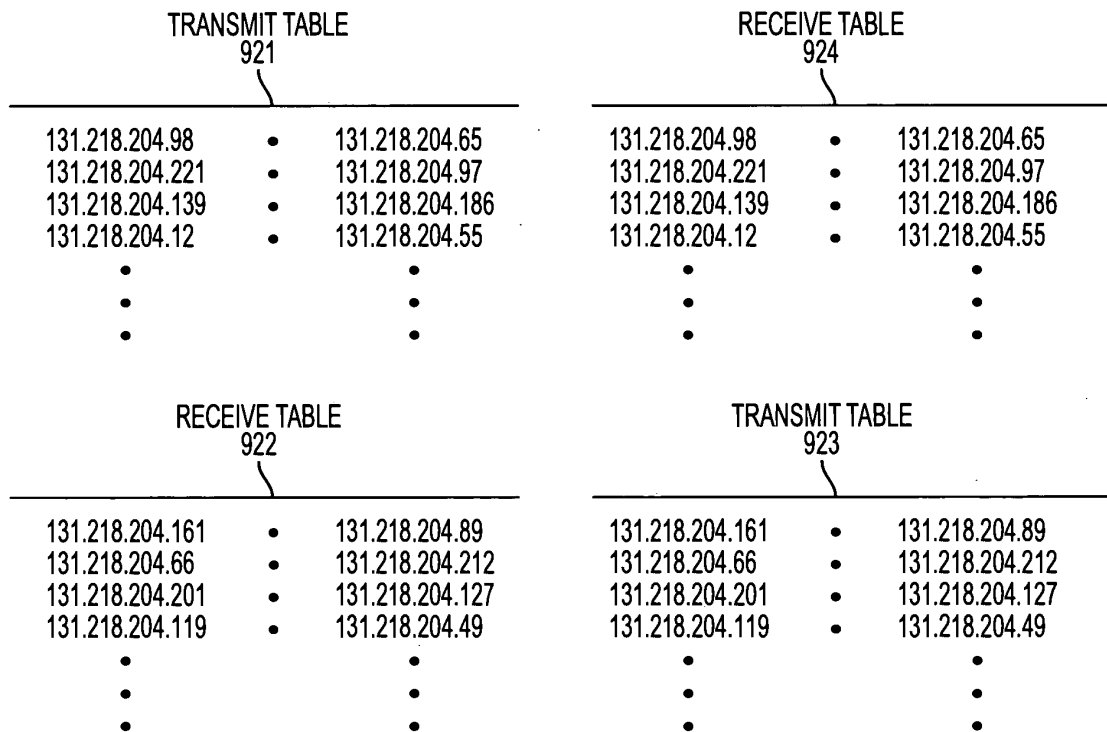 TRANSMIT TABLE
921
131.218.204.98 • 131.218.204.65
131.218.204.221 • 131.218.204.97
131.218.204.139 • 131.218.204.186
131.218.204.12 • 131.218.204.55
• •
• •
• •
RECEIVE TABLE
924
131.218.204.98 • 131.218.204.65
131.218.204.221 • 131.218.204.97
131.218.204.139 • 131.218.204.186
131.218.204.12 • 131.218.204.55
• •
• •
• •
RECEIVE TABLE
922
131.218.204.161 • 131.218.204.89
131.218.204.66 • 131.218.204.212
131.218.204.201 • 131.218.204.127
131.218.204.119 • 131.218.204.49
• •
• •
• •
TRANSMIT TABLE
923
131.218.204.161 • 131.218.204.89
131.218.204.66 • 131.218.204.212
131.218.204.201 • 131.218.204.127
131.218.204.119 • 131.218.204.49
• •
• •
• •